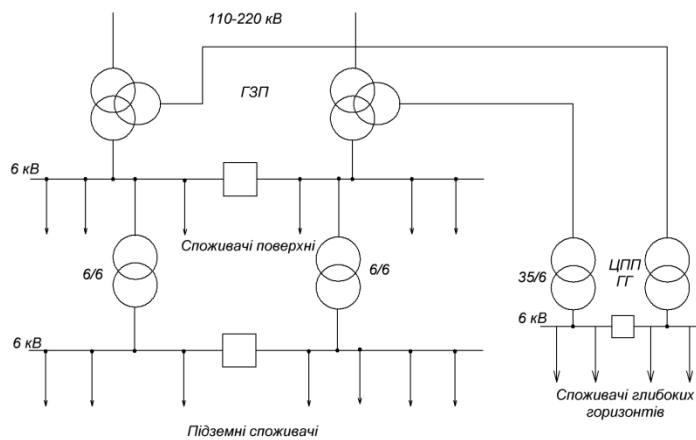 110-220 кВ
ГЗП
6 кВ
Споживачі поверхні
6/6
6/6
35/6
ЦПП
ГГ
6 кВ
6 кВ
Споживачі глибоких
горизонтів
Підземні споживачі